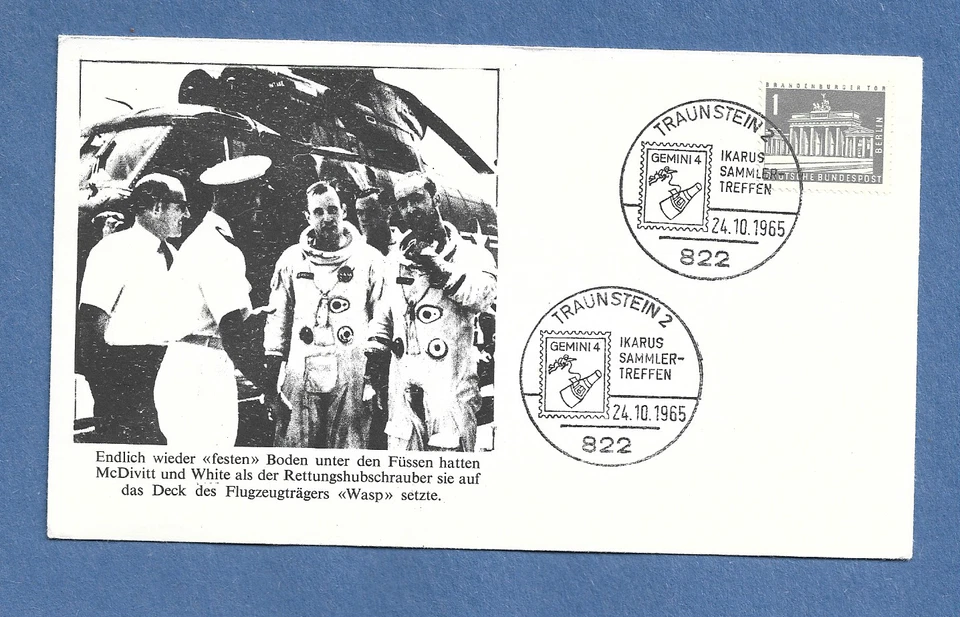 Endlich wieder «festen» Boden unter den Füssen hatten
McDivitt und White als der Rettungshubschrauber sie auf
das Deck des Flugzeugträgers «Wasp» setzte.
TRAUNSTEIN 2
GEMINI 4
IKARUS
SAMMLER-
TREFFEN
24.10.1965
822
BRANDENBURGER TOR
1
BERLIN
DEUTSCHE BUNDESPOST
TRAUNSTEIN 2
GEMINI 4
IKARUS
SAMMLER-
TREFFEN
24.10.1965
822